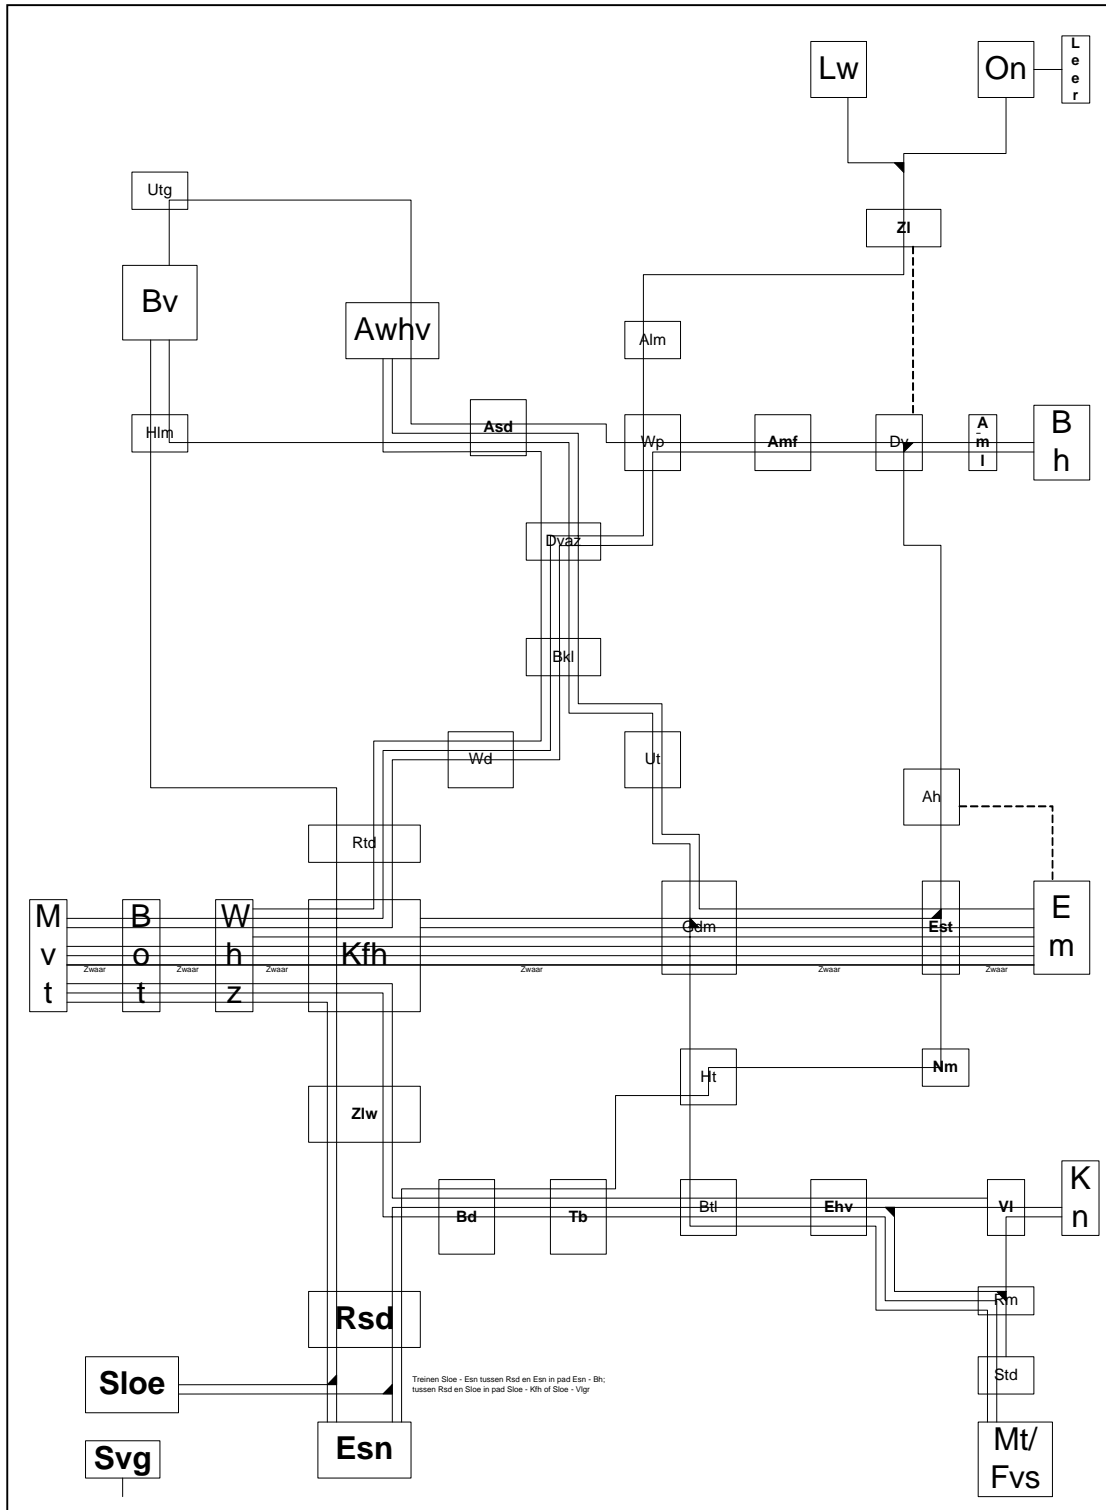 Lw
On
Leer
Utg
Zl
Bv
Awhv
Alm
Hlm
Asd
Wp
Amf
Dv
Aml
Bh
Dvaz
Bkl
Wd
Ut
Ah
Rtd
Mvt
Bot
Whz
Kfh
Gdm
Est
Em
Zwaar
Zwaar
Zwaar
Zwaar
Zwaar
Zwaar
Ht
Nm
Zlw
Kn
Bd
Tb
Btl
Ehv
Vl
Rsd
Rm
Sloe
Treinen Sloe - Esn tussen Rsd en Esn in pad Esn - Bh;
tussen Rsd en Sloe in pad Sloe - Kfh of Sloe - Vlgr
Std
Svg
Esn
Mt/
Fvs